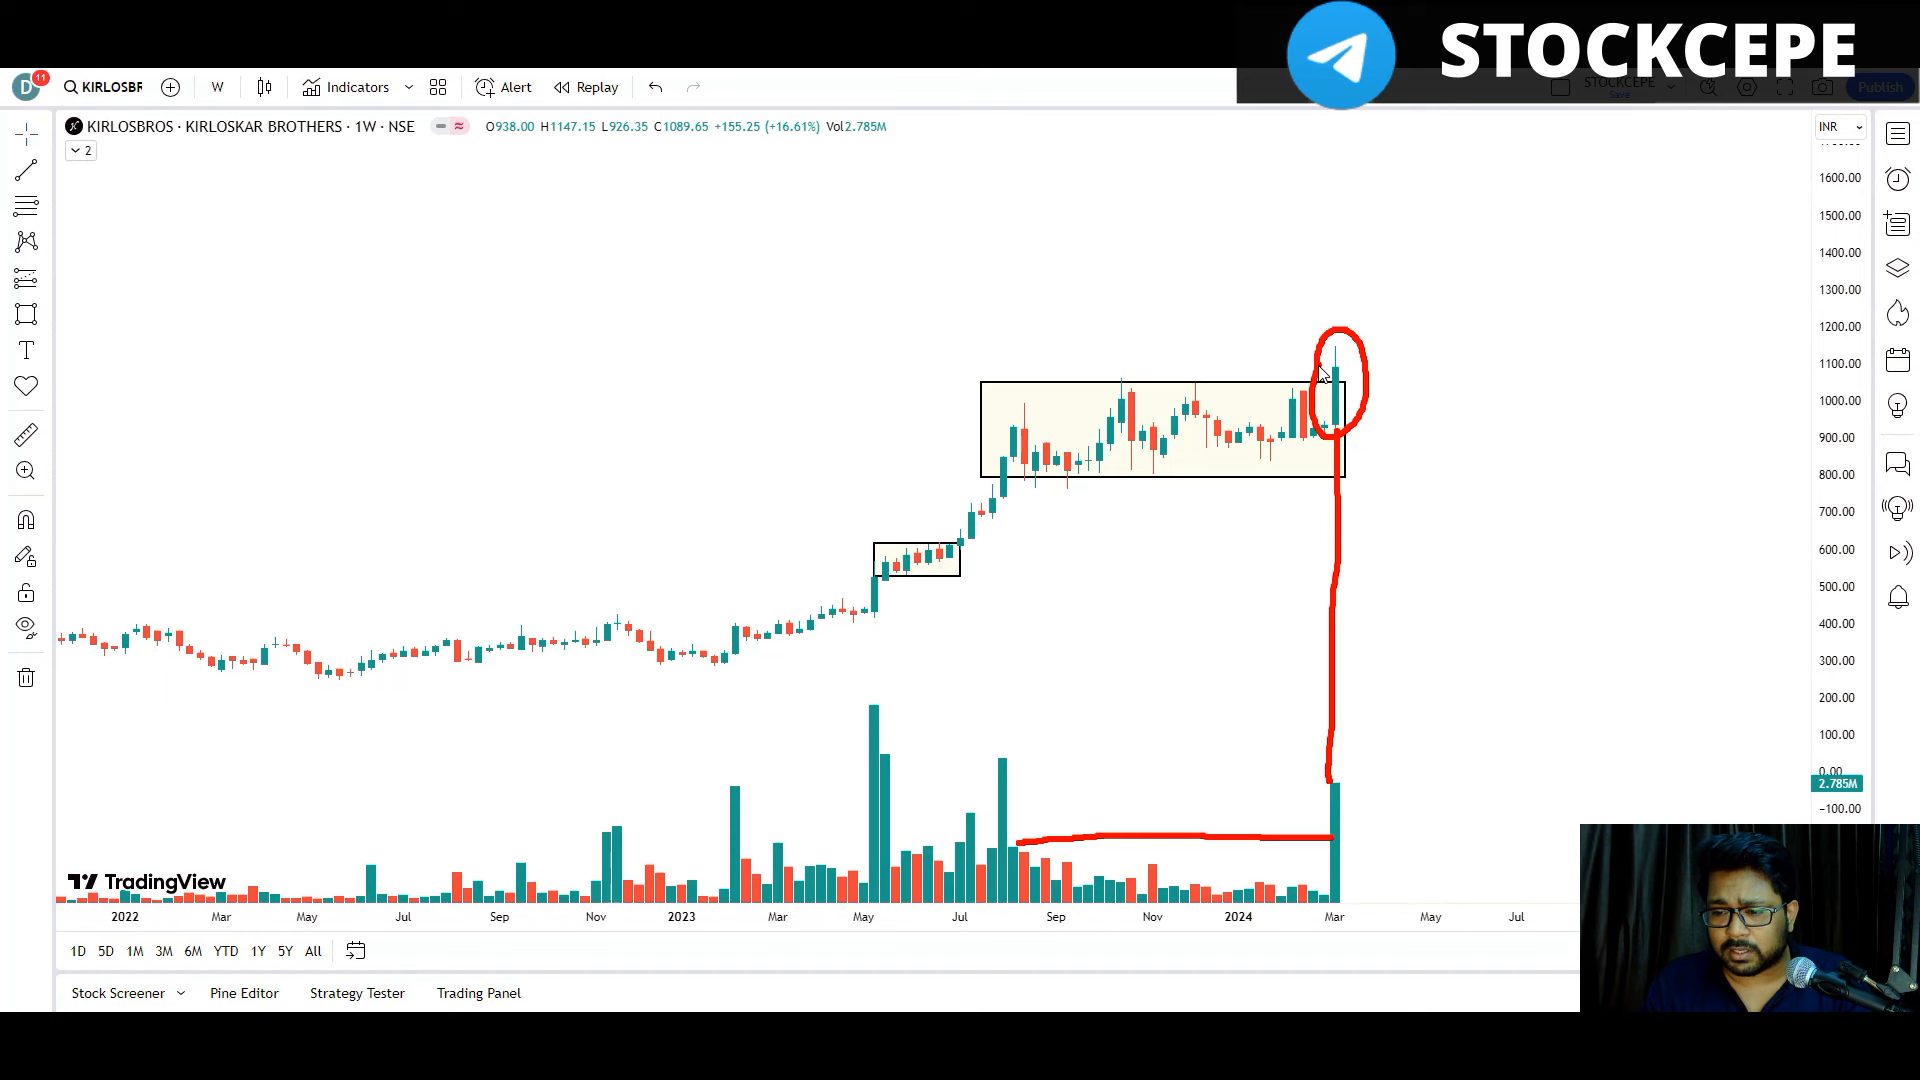 STOCKCEPE
D
11
KIRLOSBR
W
Indicators
Alert
Replay
STOCKCEPE
Save
Publish
KIRLOSBROS · KIRLOSKAR BROTHERS · 1W · NSE
O938.00 H1147.15 L926.35 C1089.65 +155.25 (+16.61%) Vol2.785M
INR
2
1600.00
1500.00
1400.00
1300.00
1200.00
1100.00
1000.00
900.00
800.00
700.00
600.00
500.00
400.00
300.00
200.00
100.00
0.00
2.785M
−100.00
TradingView
2022 Mar May Jul Sep Nov 2023 Mar May Jul Sep Nov 2024 Mar May Jul
1D 5D 1M 3M 6M YTD 1Y 5Y All
Stock Screener Pine Editor Strategy Tester Trading Panel